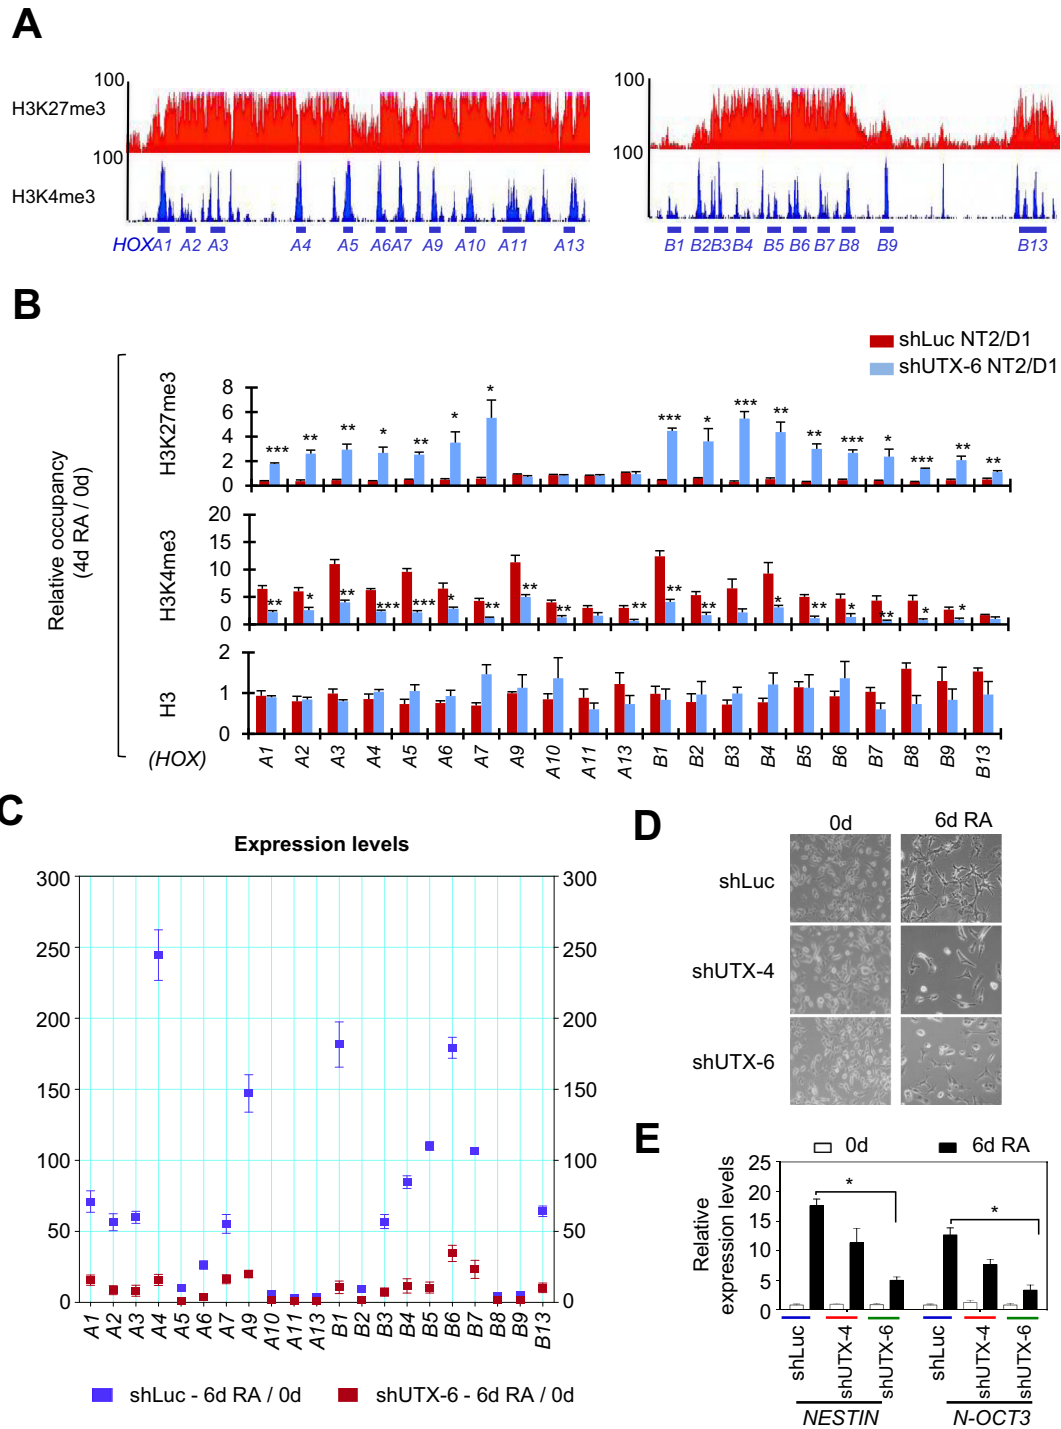 A
100
100
H3K27me3
100
100
H3K4me3
HOX A1 A2 A3 A4 A5 A6 A7 A9 A10 A11 A13
B1 B2 B3 B4 B5 B6 B7 B8 B9 B13
B
shLuc NT2/D1
shUTX-6 NT2/D1
Relative occupancy
(4d RA / 0d)
H3K27me3
8
6
4
2
0
*** ** ** * ** * * *** * *** ** ** *** * *** ** **
H3K4me3
20
15
10
5
0
** * ** *** *** * ** ** ** ** ** ** * ** * ** * *
H3
2
1
0
(HOX) A1 A2 A3 A4 A5 A6 A7 A9 A10 A11 A13 B1 B2 B3 B4 B5 B6 B7 B8 B9 B13
C
Expression levels
300 300
250 250
200 200
150 150
100 100
50 50
0 0
A1 A2 A3 A4 A5 A6 A7 A9 A10 A11 A13 B1 B2 B3 B4 B5 B6 B7 B8 B9 B13
shLuc - 6d RA / 0d
shUTX-6 - 6d RA / 0d
D
0d 6d RA
shLuc
shUTX-4
shUTX-6
E
0d 6d RA
Relative
expression levels
25
20
15
10
5
0
* *
shLuc shUTX-4 shUTX-6 shLuc shUTX-4 shUTX-6
NESTIN N-OCT3